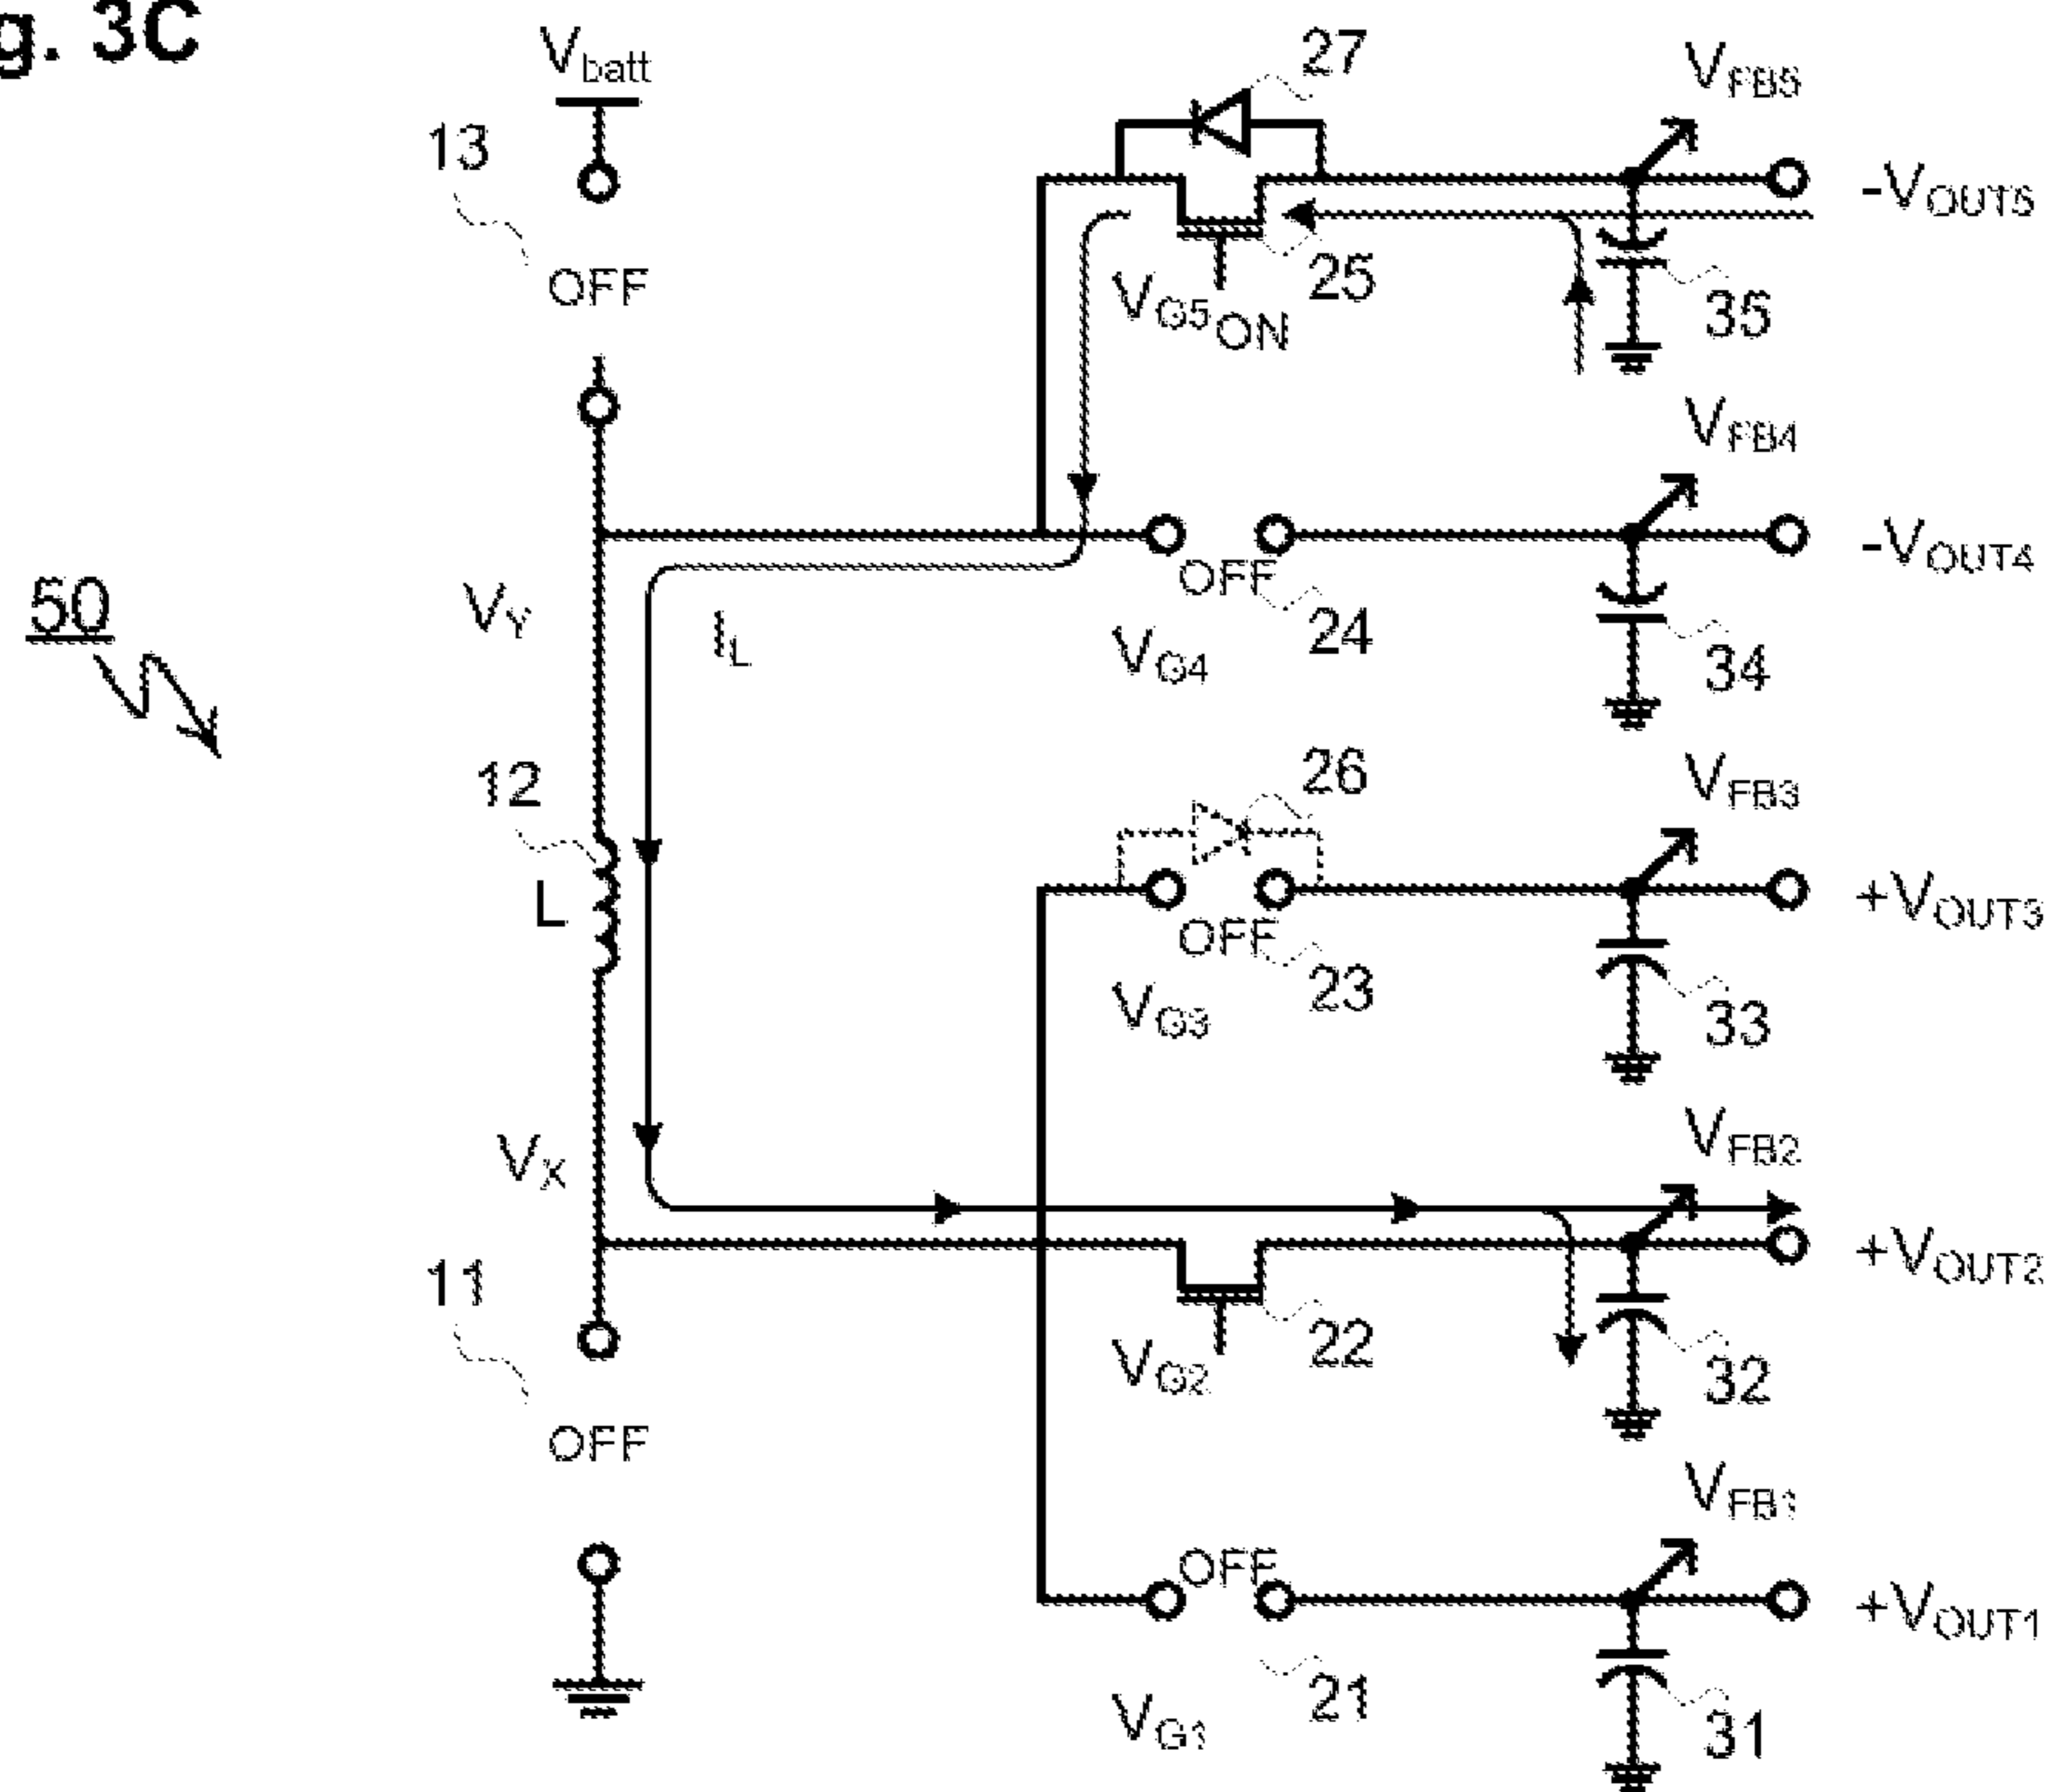 g. 3C
Vbatt
13
OFF
27
VFB5
-VOUT5
VG5 ON
25
35
VFB4
-VOUT4
OFF
24
VG4
34
50
VY
IL
12
L
26
VFB3
+VOUT3
OFF
23
VG3
33
VX
VFB2
+VOUT2
22
VG2
32
11
OFF
VFB1
+VOUT1
OFF
21
VG1
31